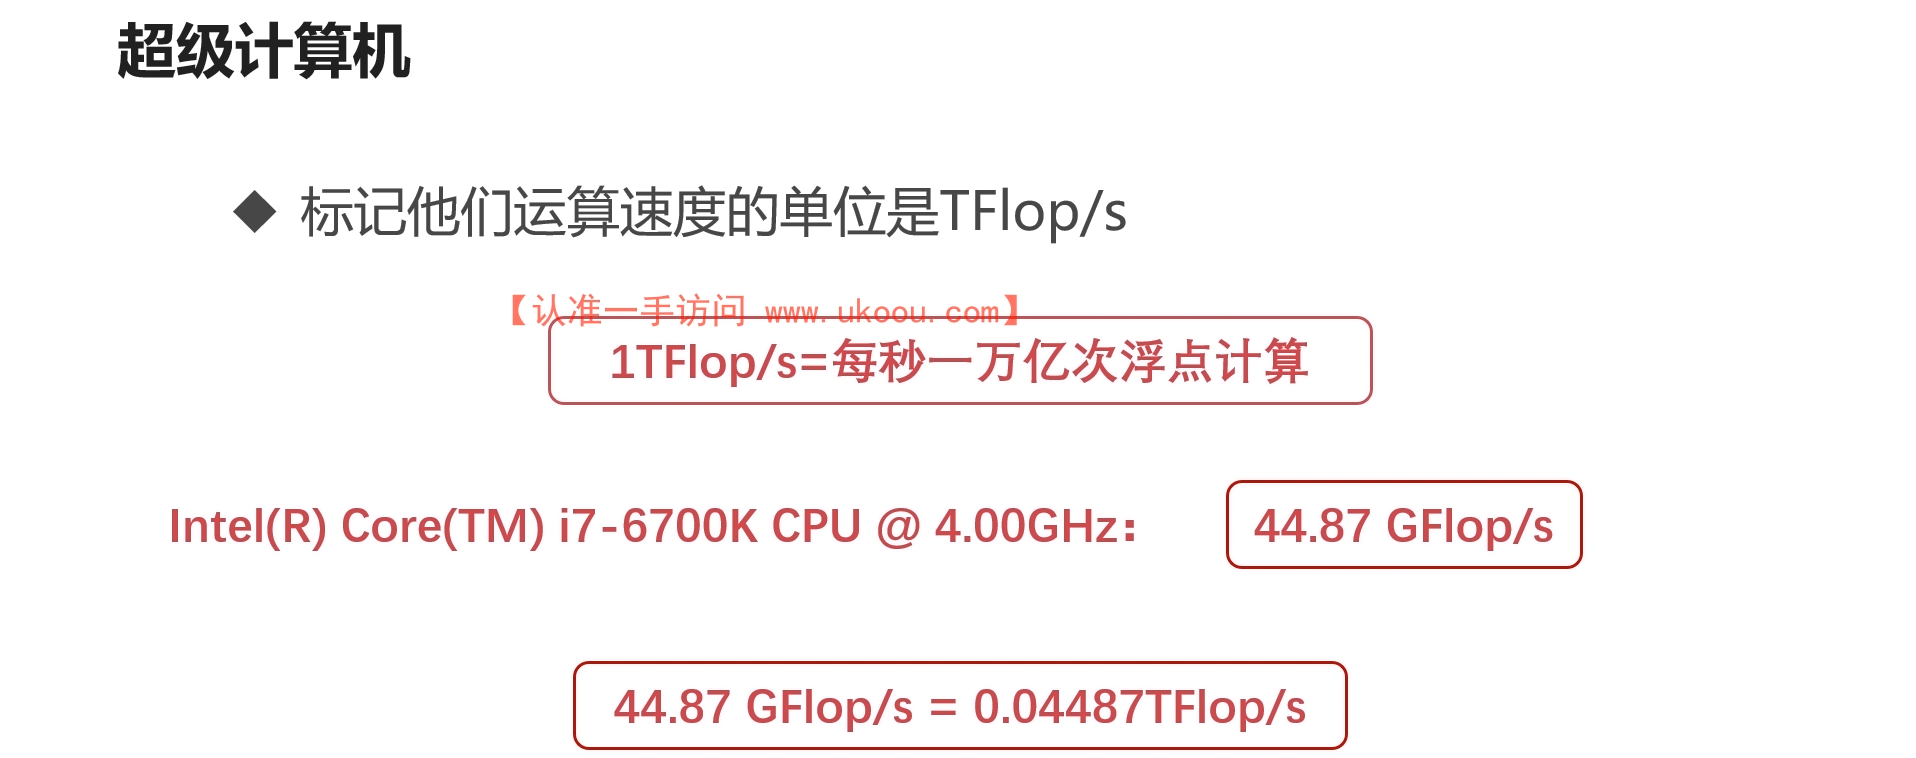 超级计算机
◆ 标记他们运算速度的单位是TFlop/s
【认准一手访问 www.ukoou.com】
1TFlop/s=每秒一万亿次浮点计算
Intel(R) Core(TM) i7-6700K CPU @ 4.00GHz： 44.87 GFlop/s
44.87 GFlop/s = 0.04487TFlop/s